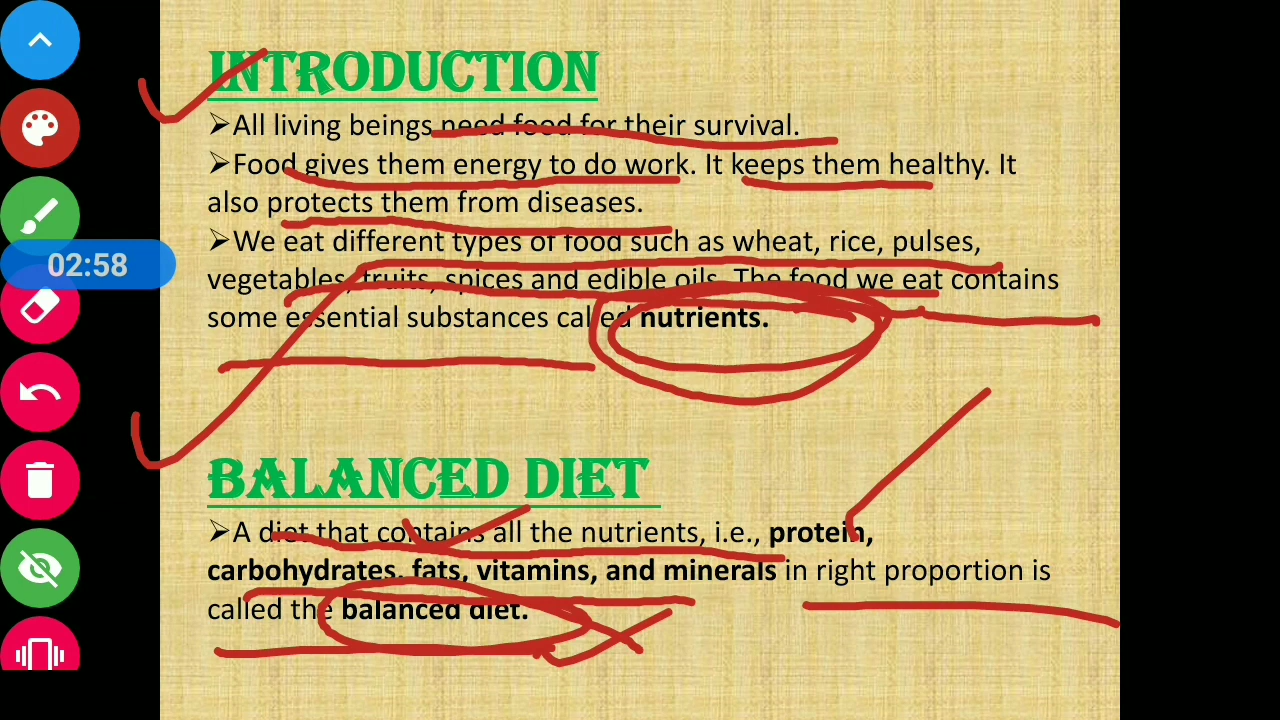 INTRODUCTION
➢All living beings need food for their survival.
➢Food gives them energy to do work. It keeps them healthy. It
also protects them from diseases.
02:58
➢We eat different types of food such as wheat, rice, pulses,
vegetables, fruits, spices and edible oils. The food we eat contains
some essential substances called nutrients.
BALANCED DIET
➢A diet that contains all the nutrients, i.e., protein,
carbohydrates, fats, vitamins, and minerals in right proportion is
called the balanced diet.